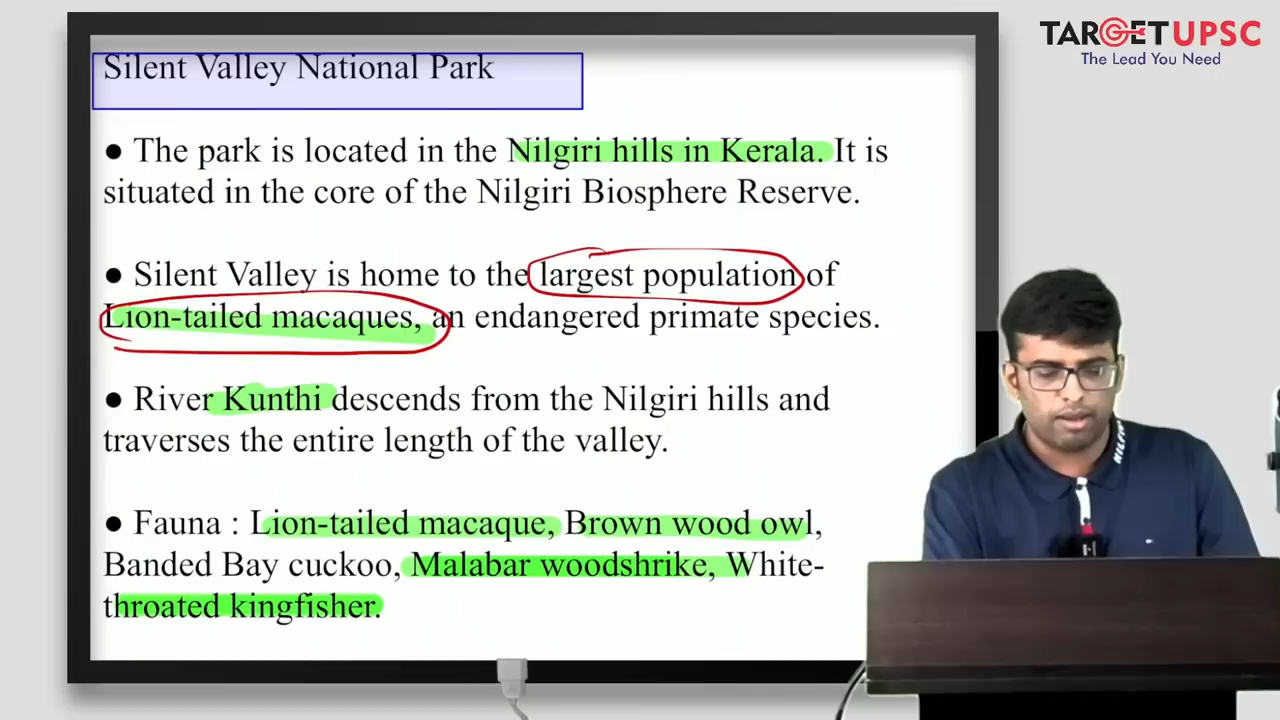 TARGETUPSC
The Lead You Need
Silent Valley National Park
● The park is located in the Nilgiri hills in Kerala. It is
situated in the core of the Nilgiri Biosphere Reserve.
● Silent Valley is home to the largest population of
Lion-tailed macaques, an endangered primate species.
● River Kunthi descends from the Nilgiri hills and
traverses the entire length of the valley.
● Fauna : Lion-tailed macaque, Brown wood owl,
Banded Bay cuckoo, Malabar woodshrike, White-
throated kingfisher.